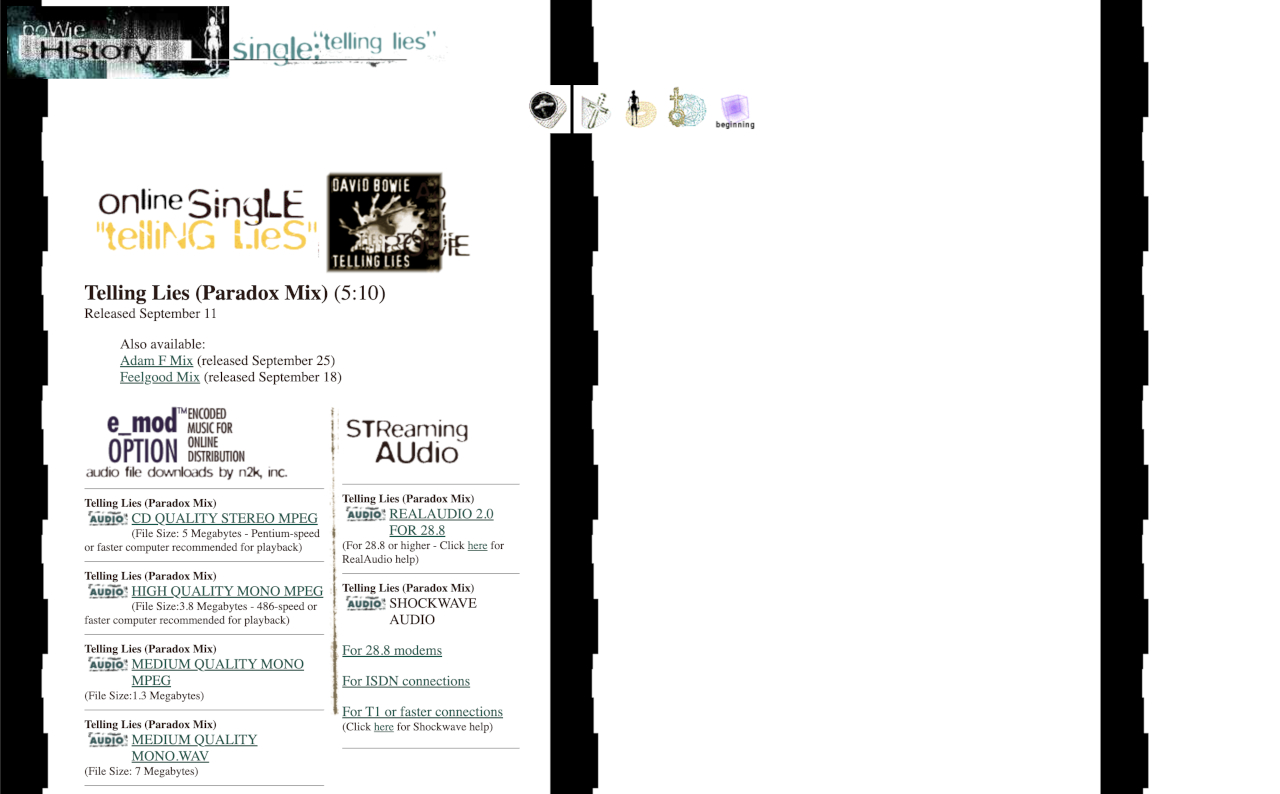 boWie
HIstory
single: "telling lies"
beginning
online SingLE
"telliNG LieS"
DAVID BOWIE
TELLING LIES
Telling Lies (Paradox Mix) (5:10)
Released September 11
Also available:
Adam F Mix (released September 25)
Feelgood Mix (released September 18)
e_mod™ OPTION
ENCODED
MUSIC FOR
ONLINE
DISTRIBUTION
audio file downloads by n2k, inc.
Telling Lies (Paradox Mix)
AUDIO CD QUALITY STEREO MPEG
(File Size: 5 Megabytes - Pentium-speed
or faster computer recommended for playback)
Telling Lies (Paradox Mix)
AUDIO HIGH QUALITY MONO MPEG
(File Size:3.8 Megabytes - 486-speed or
faster computer recommended for playback)
Telling Lies (Paradox Mix)
AUDIO MEDIUM QUALITY MONO
MPEG
(File Size:1.3 Megabytes)
Telling Lies (Paradox Mix)
AUDIO MEDIUM QUALITY
MONO.WAV
(File Size: 7 Megabytes)
STReaming
AUdio
Telling Lies (Paradox Mix)
AUDIO REALAUDIO 2.0
FOR 28.8
(For 28.8 or higher - Click here for
RealAudio help)
Telling Lies (Paradox Mix)
AUDIO SHOCKWAVE
AUDIO
For 28.8 modems
For ISDN connections
For T1 or faster connections
(Click here for Shockwave help)